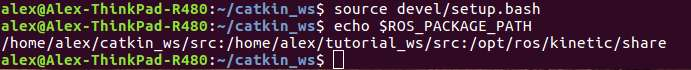 alex@Alex-ThinkPad-R480:~/catkin_ws$ source devel/setup.bash
alex@Alex-ThinkPad-R480:~/catkin_ws$ echo $ROS_PACKAGE_PATH
/home/alex/catkin_ws/src:/home/alex/tutorial_ws/src:/opt/ros/kinetic/share
alex@Alex-ThinkPad-R480:~/catkin_ws$